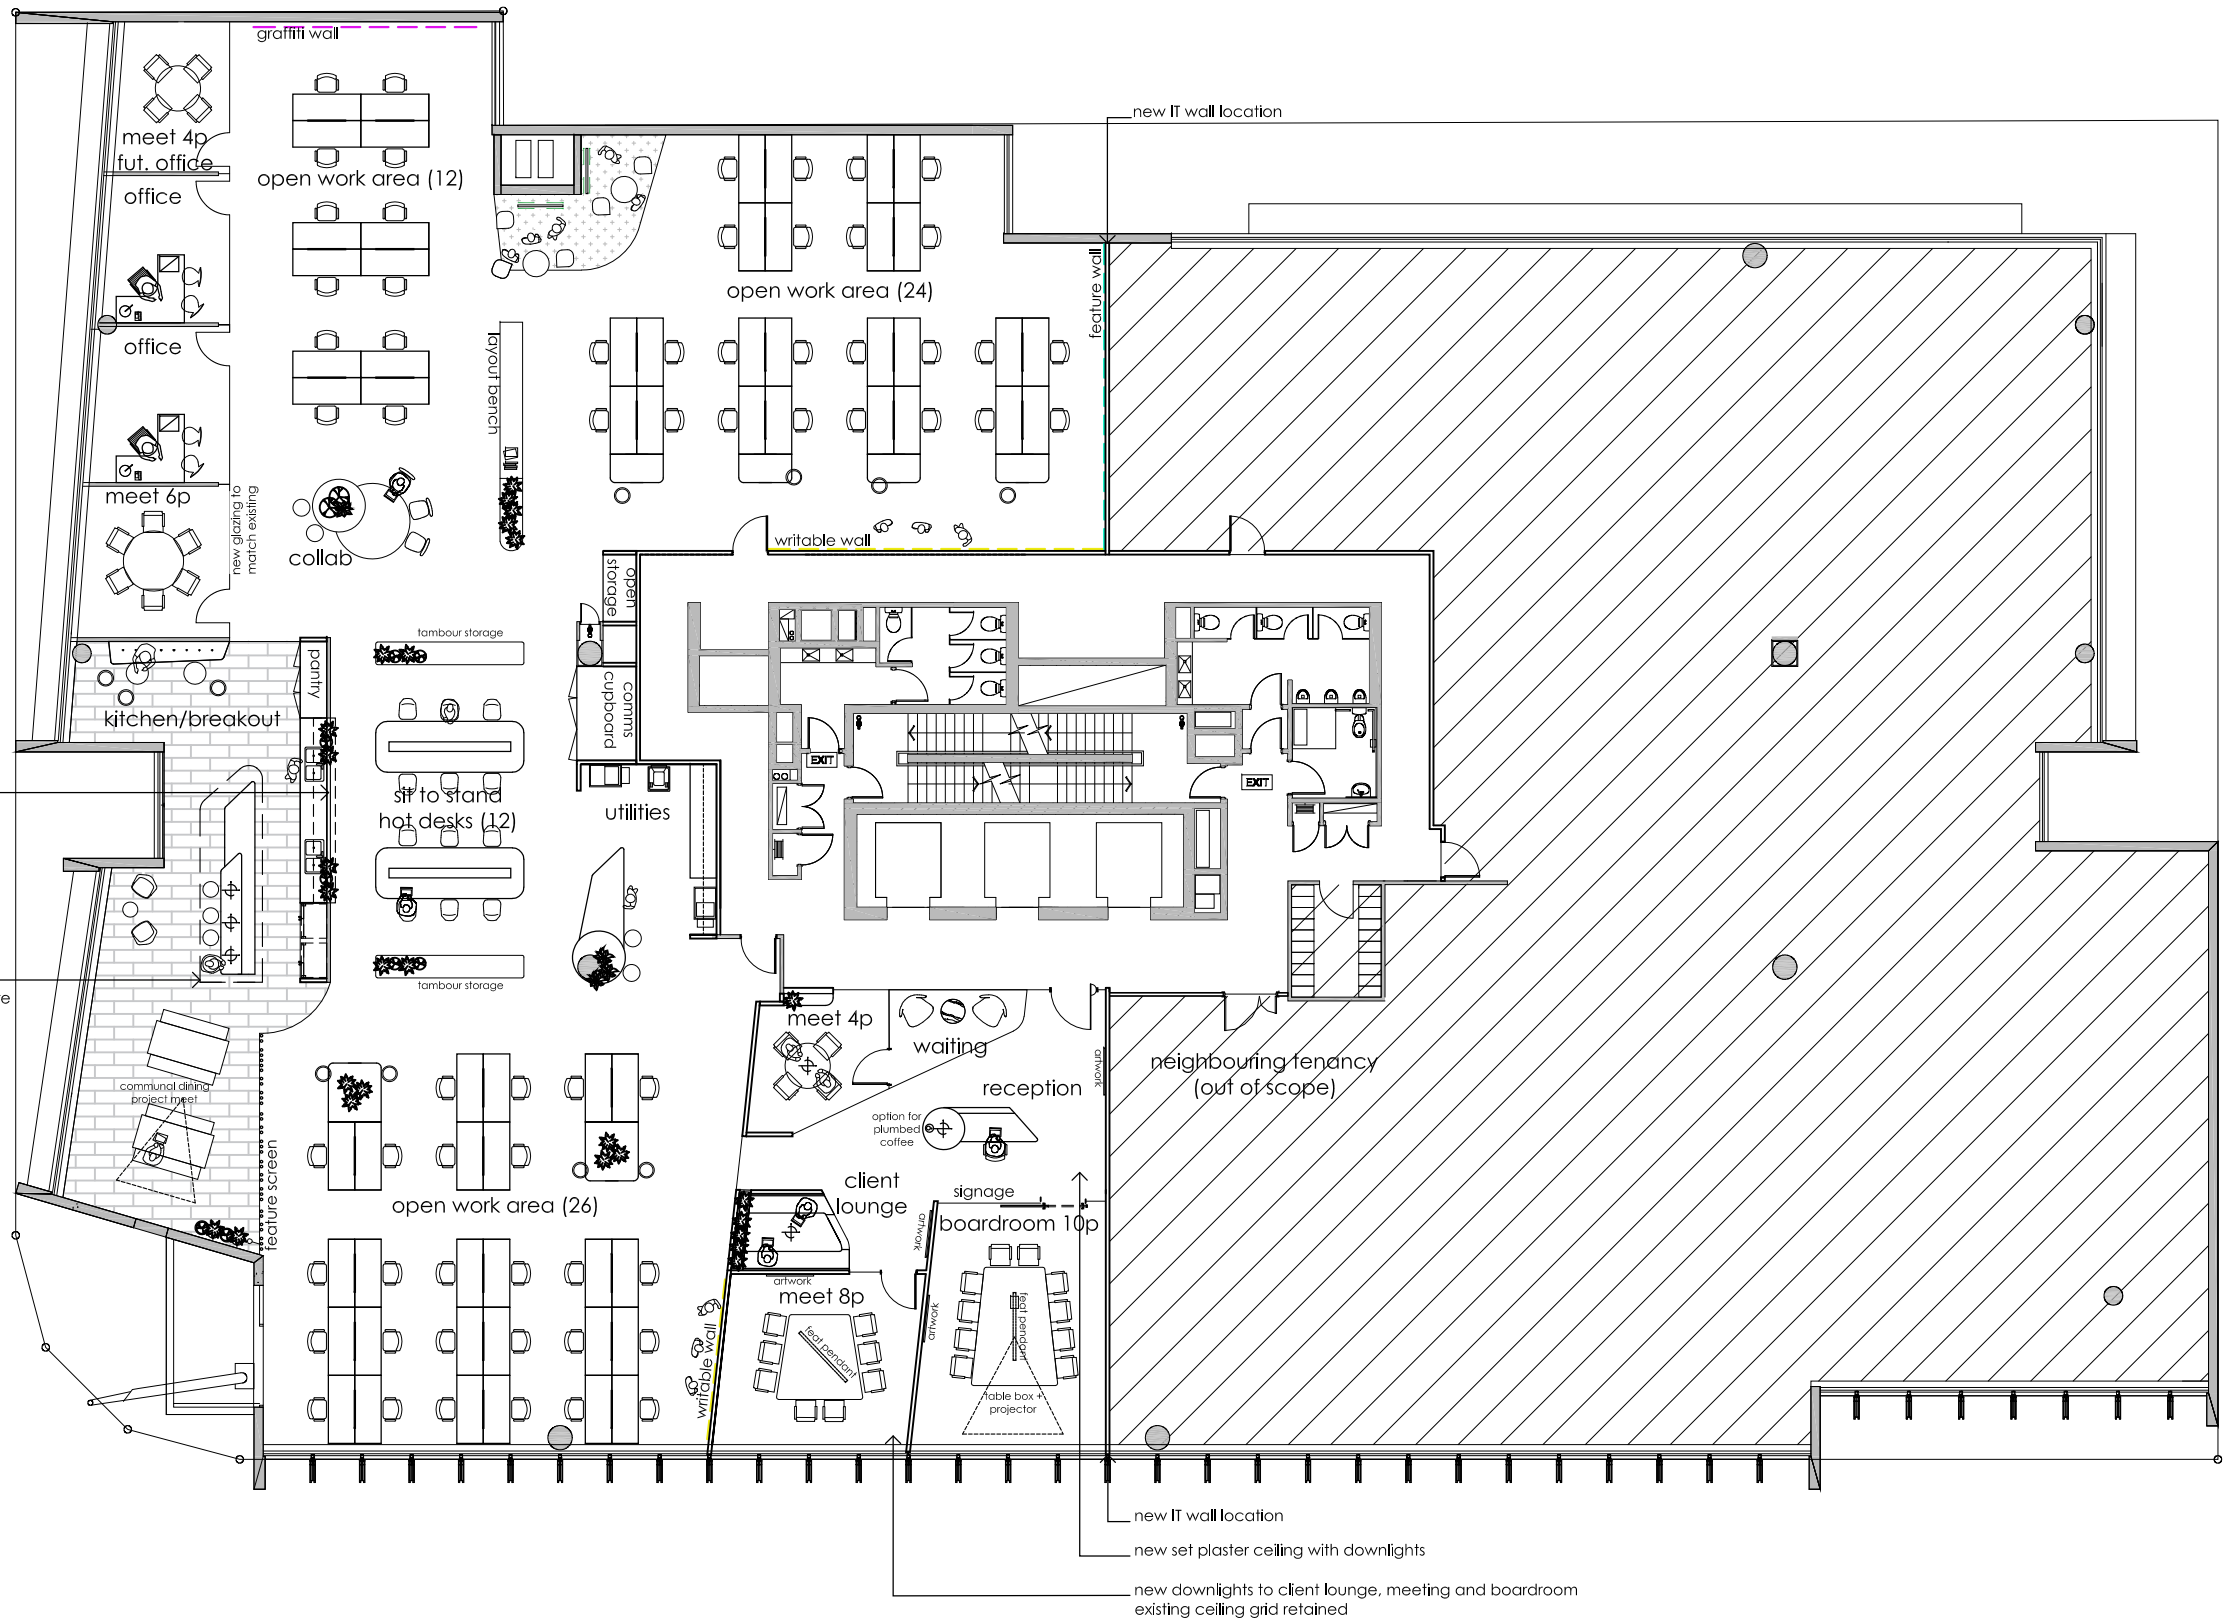 graffiti wall
new IT wall location
meet 4p
fut. office
open work area (12)
office
open work area (24)
feature wall
office
layout bench
meet 6p
new glazing to
match existing
collab
writable wall
open
storage
tambour storage
pantry
comms
cupboard
kitchen/breakout
EXIT
EXIT
sit to stand
hot desks (12)
utilities
tambour storage
meet 4p
waiting
artwork
neighbouring tenancy
(out of scope)
communal dining
project meet
reception
option for
plumbed
coffee
feature screen
client
lounge
signage
open work area (26)
artwork
boardroom 10p
artwork
meet 8p
artwork
feat pendant
feat pendant
writable wall
table box +
projector
new IT wall location
new set plaster ceiling with downlights
new downlights to client lounge, meeting and boardroom
existing ceiling grid retained